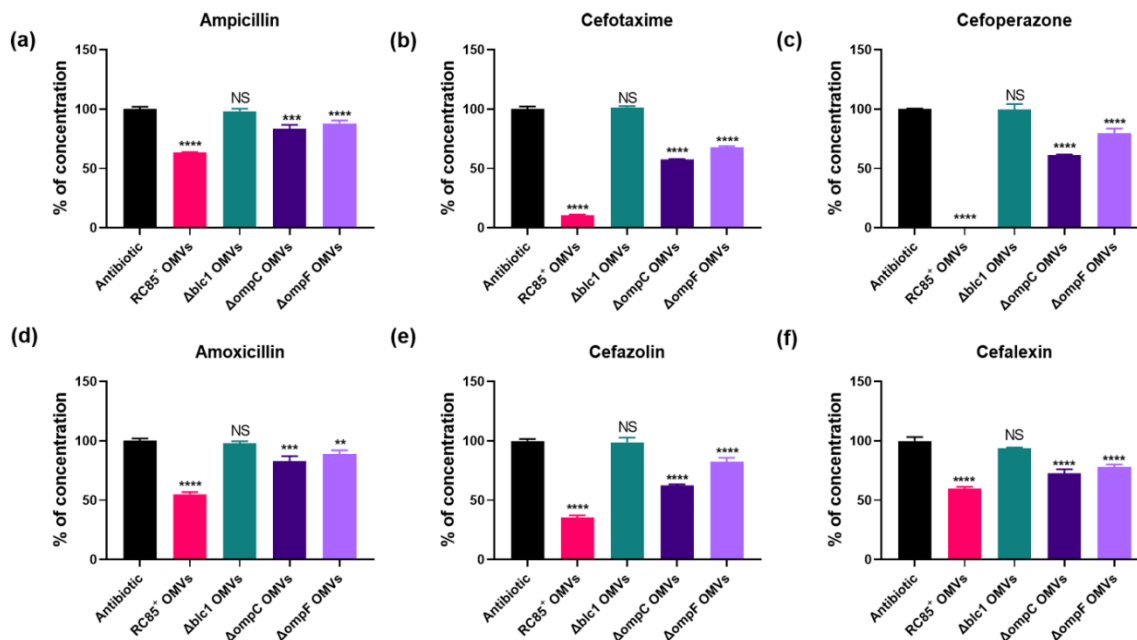 (a)
Ampicillin
% of concentration
150
100
50
0
****
NS
***
****
Antibiotic
RC85⁺ OMVs
Δblc1 OMVs
ΔompC OMVs
ΔompF OMVs
(b)
Cefotaxime
% of concentration
150
100
50
0
****
NS
****
****
Antibiotic
RC85⁺ OMVs
Δblc1 OMVs
ΔompC OMVs
ΔompF OMVs
(c)
Cefoperazone
% of concentration
150
100
50
0
****
NS
****
****
Antibiotic
RC85⁺ OMVs
Δblc1 OMVs
ΔompC OMVs
ΔompF OMVs
(d)
Amoxicillin
% of concentration
150
100
50
0
****
NS
***
**
Antibiotic
RC85⁺ OMVs
Δblc1 OMVs
ΔompC OMVs
ΔompF OMVs
(e)
Cefazolin
% of concentration
150
100
50
0
****
NS
****
****
Antibiotic
RC85⁺ OMVs
Δblc1 OMVs
ΔompC OMVs
ΔompF OMVs
(f)
Cefalexin
% of concentration
150
100
50
0
****
NS
****
****
Antibiotic
RC85⁺ OMVs
Δblc1 OMVs
ΔompC OMVs
ΔompF OMVs